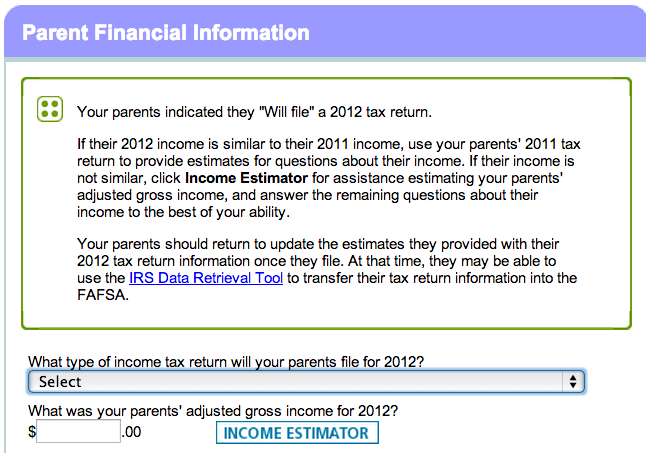 Parent Financial Information
Your parents indicated they "Will file" a 2012 tax return.
If their 2012 income is similar to their 2011 income, use your parents' 2011 tax
return to provide estimates for questions about their income. If their income is
not similar, click Income Estimator for assistance estimating your parents'
adjusted gross income, and answer the remaining questions about their
income to the best of your ability.
Your parents should return to update the estimates they provided with their
2012 tax return information once they file. At that time, they may be able to
use the IRS Data Retrieval Tool to transfer their tax return information into the
FAFSA.
What type of income tax return will your parents file for 2012?
Select
What was your parents' adjusted gross income for 2012?
$ .00 INCOME ESTIMATOR